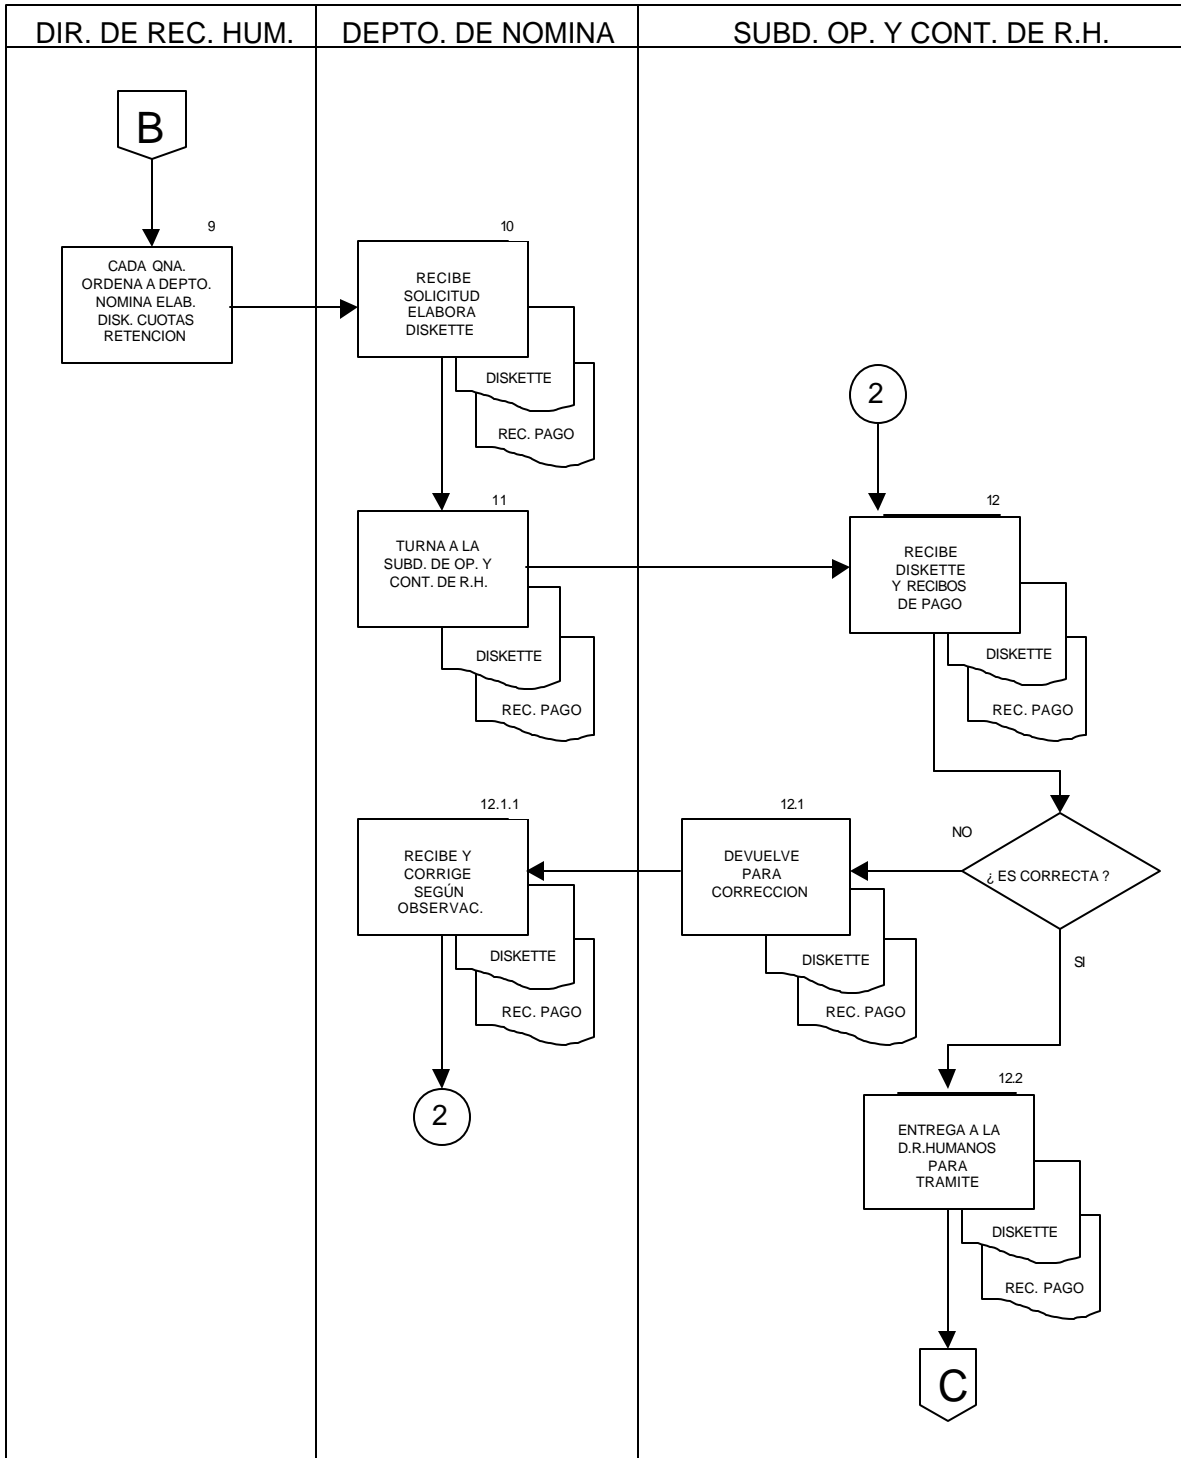 DIR. DE REC. HUM.
DEPTO. DE NOMINA
SUBD. OP. Y CONT. DE R.H.
B
9
CADA QNA.
ORDENA A DEPTO.
NOMINA ELAB.
DISK. CUOTAS
RETENCION
10
RECIBE
SOLICITUD
ELABORA
DISKETTE
DISKETTE
REC. PAGO
2
11
TURNA A LA
SUBD. DE OP. Y
CONT. DE R.H.
DISKETTE
REC. PAGO
12
RECIBE
DISKETTE
Y RECIBOS
DE PAGO
DISKETTE
REC. PAGO
¿ ES CORRECTA ?
NO
SI
12.1
DEVUELVE
PARA
CORRECCION
DISKETTE
REC. PAGO
12.1.1
RECIBE Y
CORRIGE
SEGÚN
OBSERVAC.
DISKETTE
REC. PAGO
2
12.2
ENTREGA A LA
D.R.HUMANOS
PARA
TRAMITE
DISKETTE
REC. PAGO
C